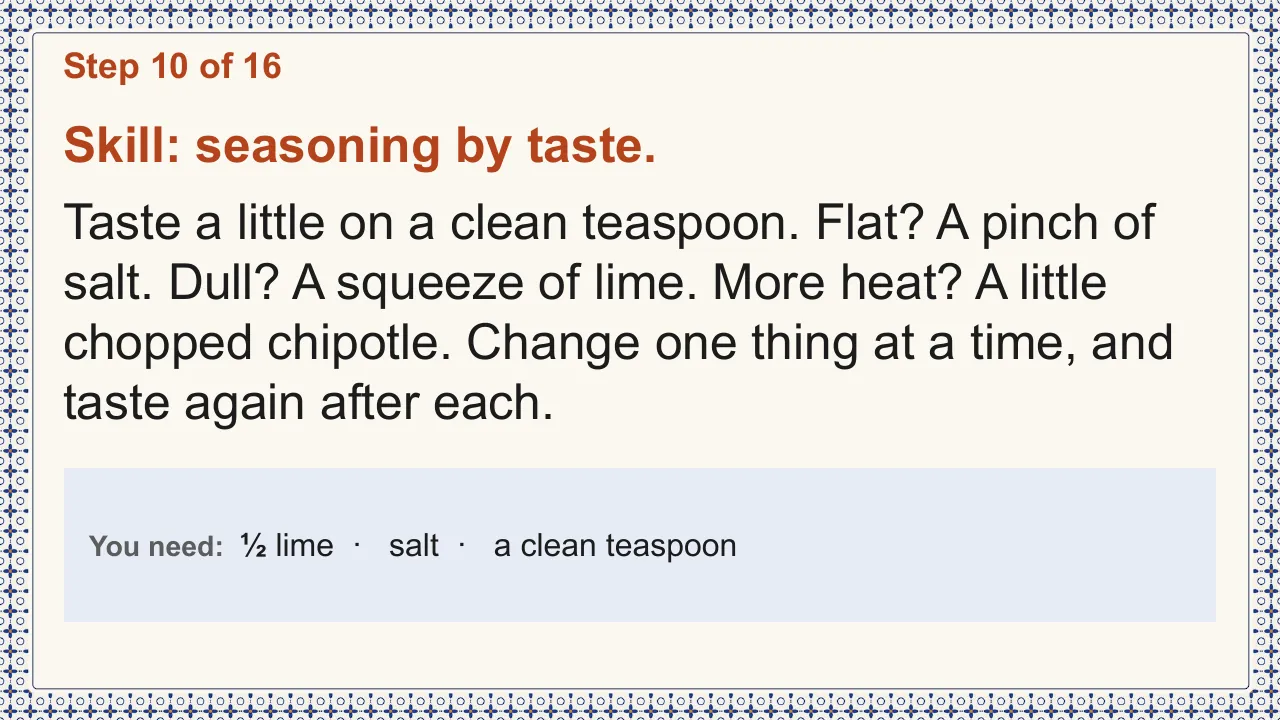 Step 10 of 16
Skill: seasoning by taste.
Taste a little on a clean teaspoon. Flat? A pinch of
salt. Dull? A squeeze of lime. More heat? A little
chopped chipotle. Change one thing at a time, and
taste again after each.
You need: ½ lime · salt · a clean teaspoon